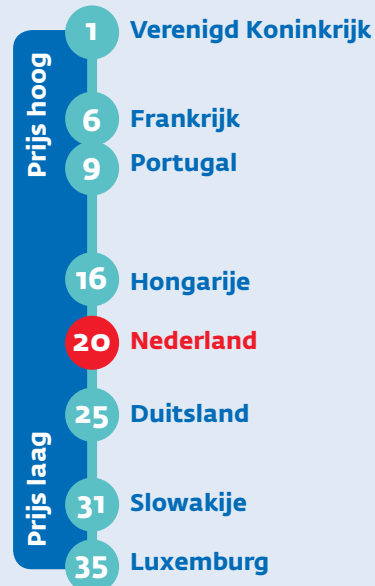 Prijs hoog
1 Verenigd Koninkrijk
6 Frankrijk
9 Portugal
16 Hongarije
20 Nederland
25 Duitsland
Prijs laag
31 Slowakije
35 Luxemburg